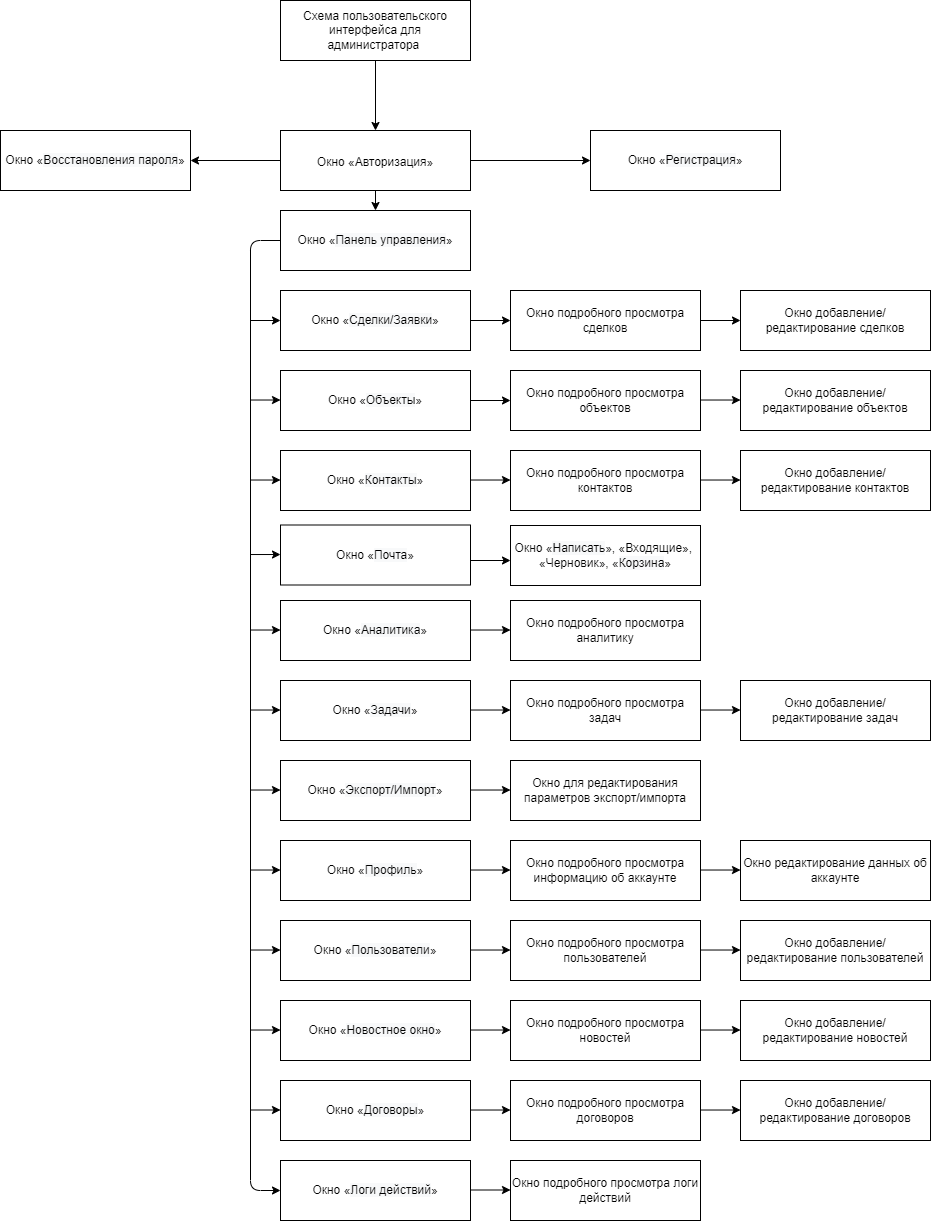 Схема пользовательского
интерфейса для
администратора
Окно «Восстановления пароля»
Окно «Авторизация»
Окно «Регистрация»
Окно «Панель управления»
Окно «Сделки/Заявки»
Окно подробного просмотра
сделков
Окно добавление/
редактирование сделков
Окно «Объекты»
Окно подробного просмотра
объектов
Окно добавление/
редактирование объектов
Окно «Контакты»
Окно подробного просмотра
контактов
Окно добавление/
редактирование контактов
Окно «Почта»
Окно «Написать», «Входящие»,
«Черновик», «Корзина»
Окно «Аналитика»
Окно подробного просмотра
аналитику
Окно «Задачи»
Окно подробного просмотра
задач
Окно добавление/
редактирование задач
Окно «Экспорт/Импорт»
Окно для редактирования
параметров экспорт/импорта
Окно «Профиль»
Окно подробного просмотра
информацию об аккаунте
Окно редактирование данных об
аккаунте
Окно «Пользователи»
Окно подробного просмотра
пользователей
Окно добавление/
редактирование пользователей
Окно «Новостное окно»
Окно подробного просмотра
новостей
Окно добавление/
редактирование новостей
Окно «Договоры»
Окно подробного просмотра
договоров
Окно добавление/
редактирование договоров
Окно «Логи действий»
Окно подробного просмотра логи
действий